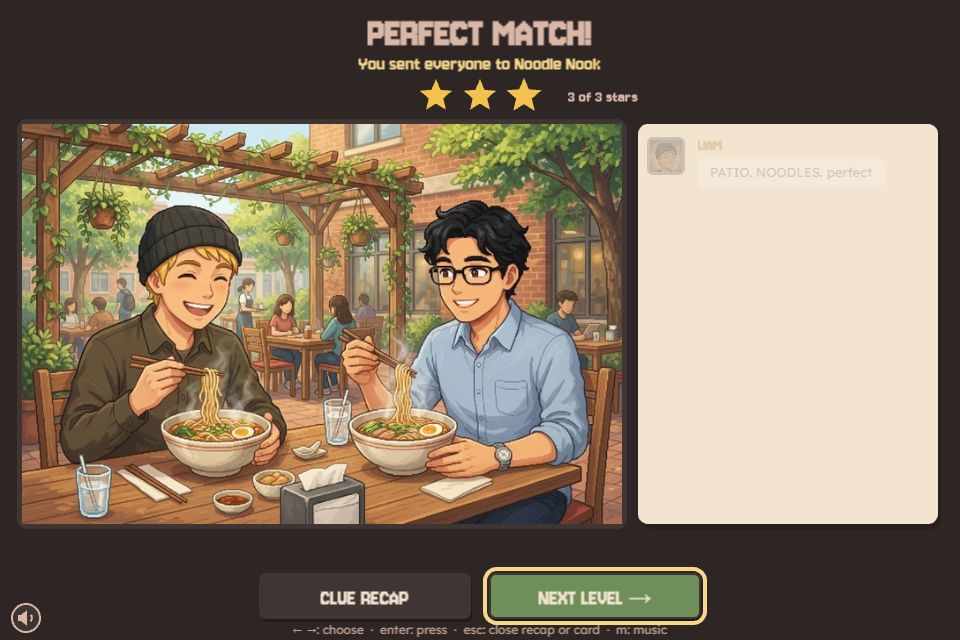 PERFECT MATCH!
You sent everyone to Noodle Nook
3 of 3 stars
LIAM
PATIO. NOODLES. perfect
CLUE RECAP
NEXT LEVEL →
← →: choose · enter: press · esc: close recap or card · m: music